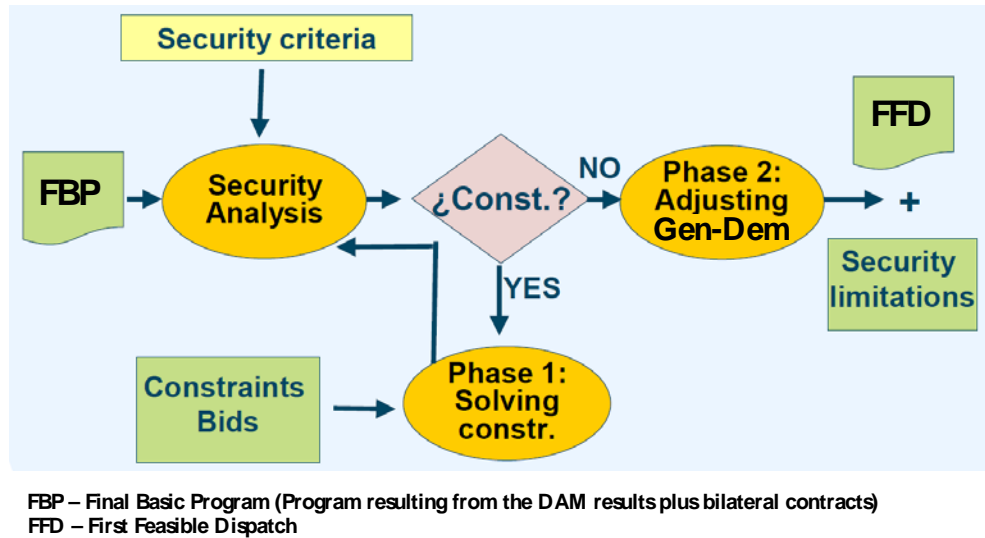 Security criteria
FFD
FBP
Security
Analysis
¿Const.?
NO
Phase 2:
Adjusting
Gen-Dem
+
Security
limitations
YES
Constraints
Bids
Phase 1:
Solving
constr.
FBP – Final Basic Program (Program resulting from the DAM results plus bilateral contracts)
FFD – First Feasible Dispatch